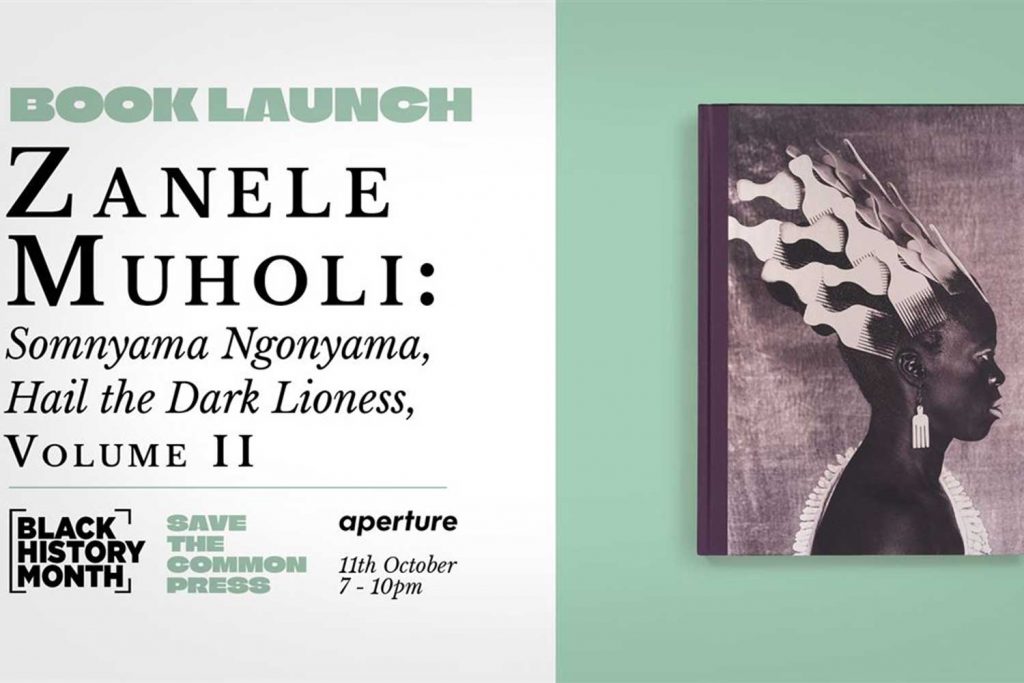 BOOK LAUNCH
ZANELE
MUHOLI:
Somnyama Ngonyama,
Hail the Dark Lioness,
VOLUME II
BLACK
HISTORY
MONTH
SAVE
THE
COMMON
PRESS
aperture
11th October
7 - 10pm